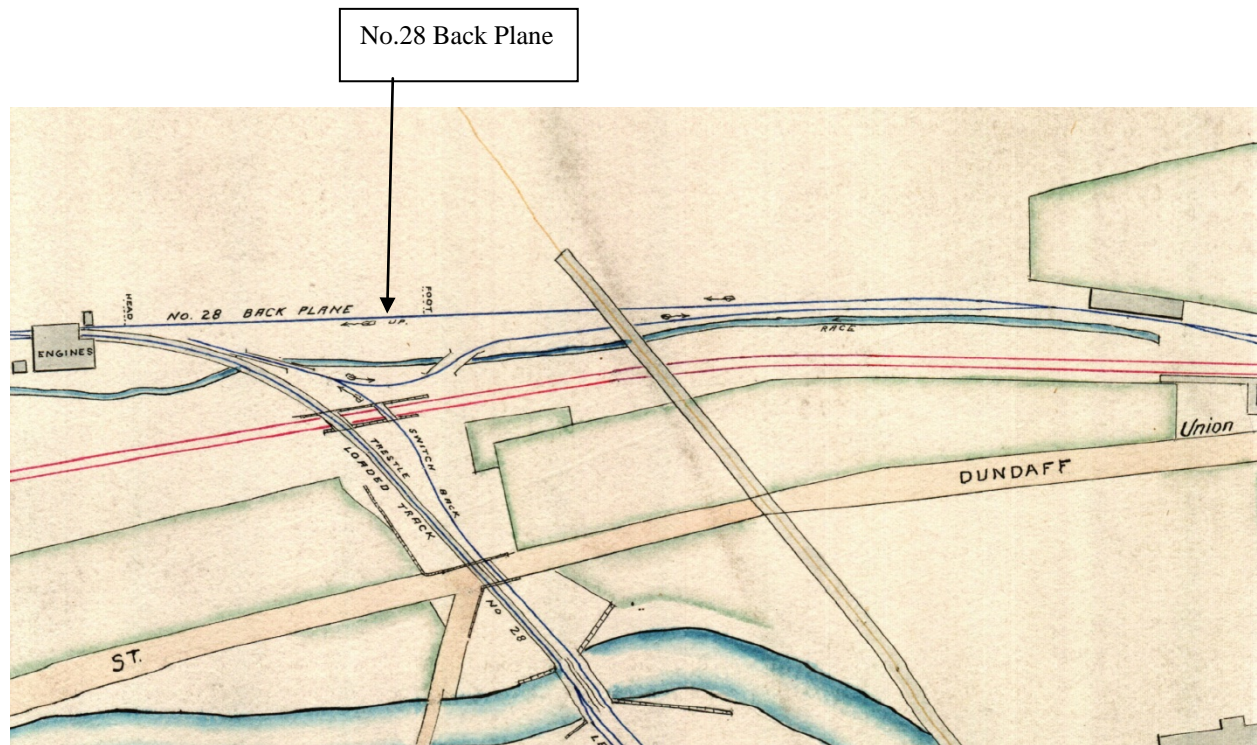 No.28 Back Plane
HEAD
No. 28 BACK PLANE
FOOT
UP.
ENGINES
RACE
SWITCH BACK
TRESTLE
LOADED TRACK
Union
DUNDAFF
ST.
No 28